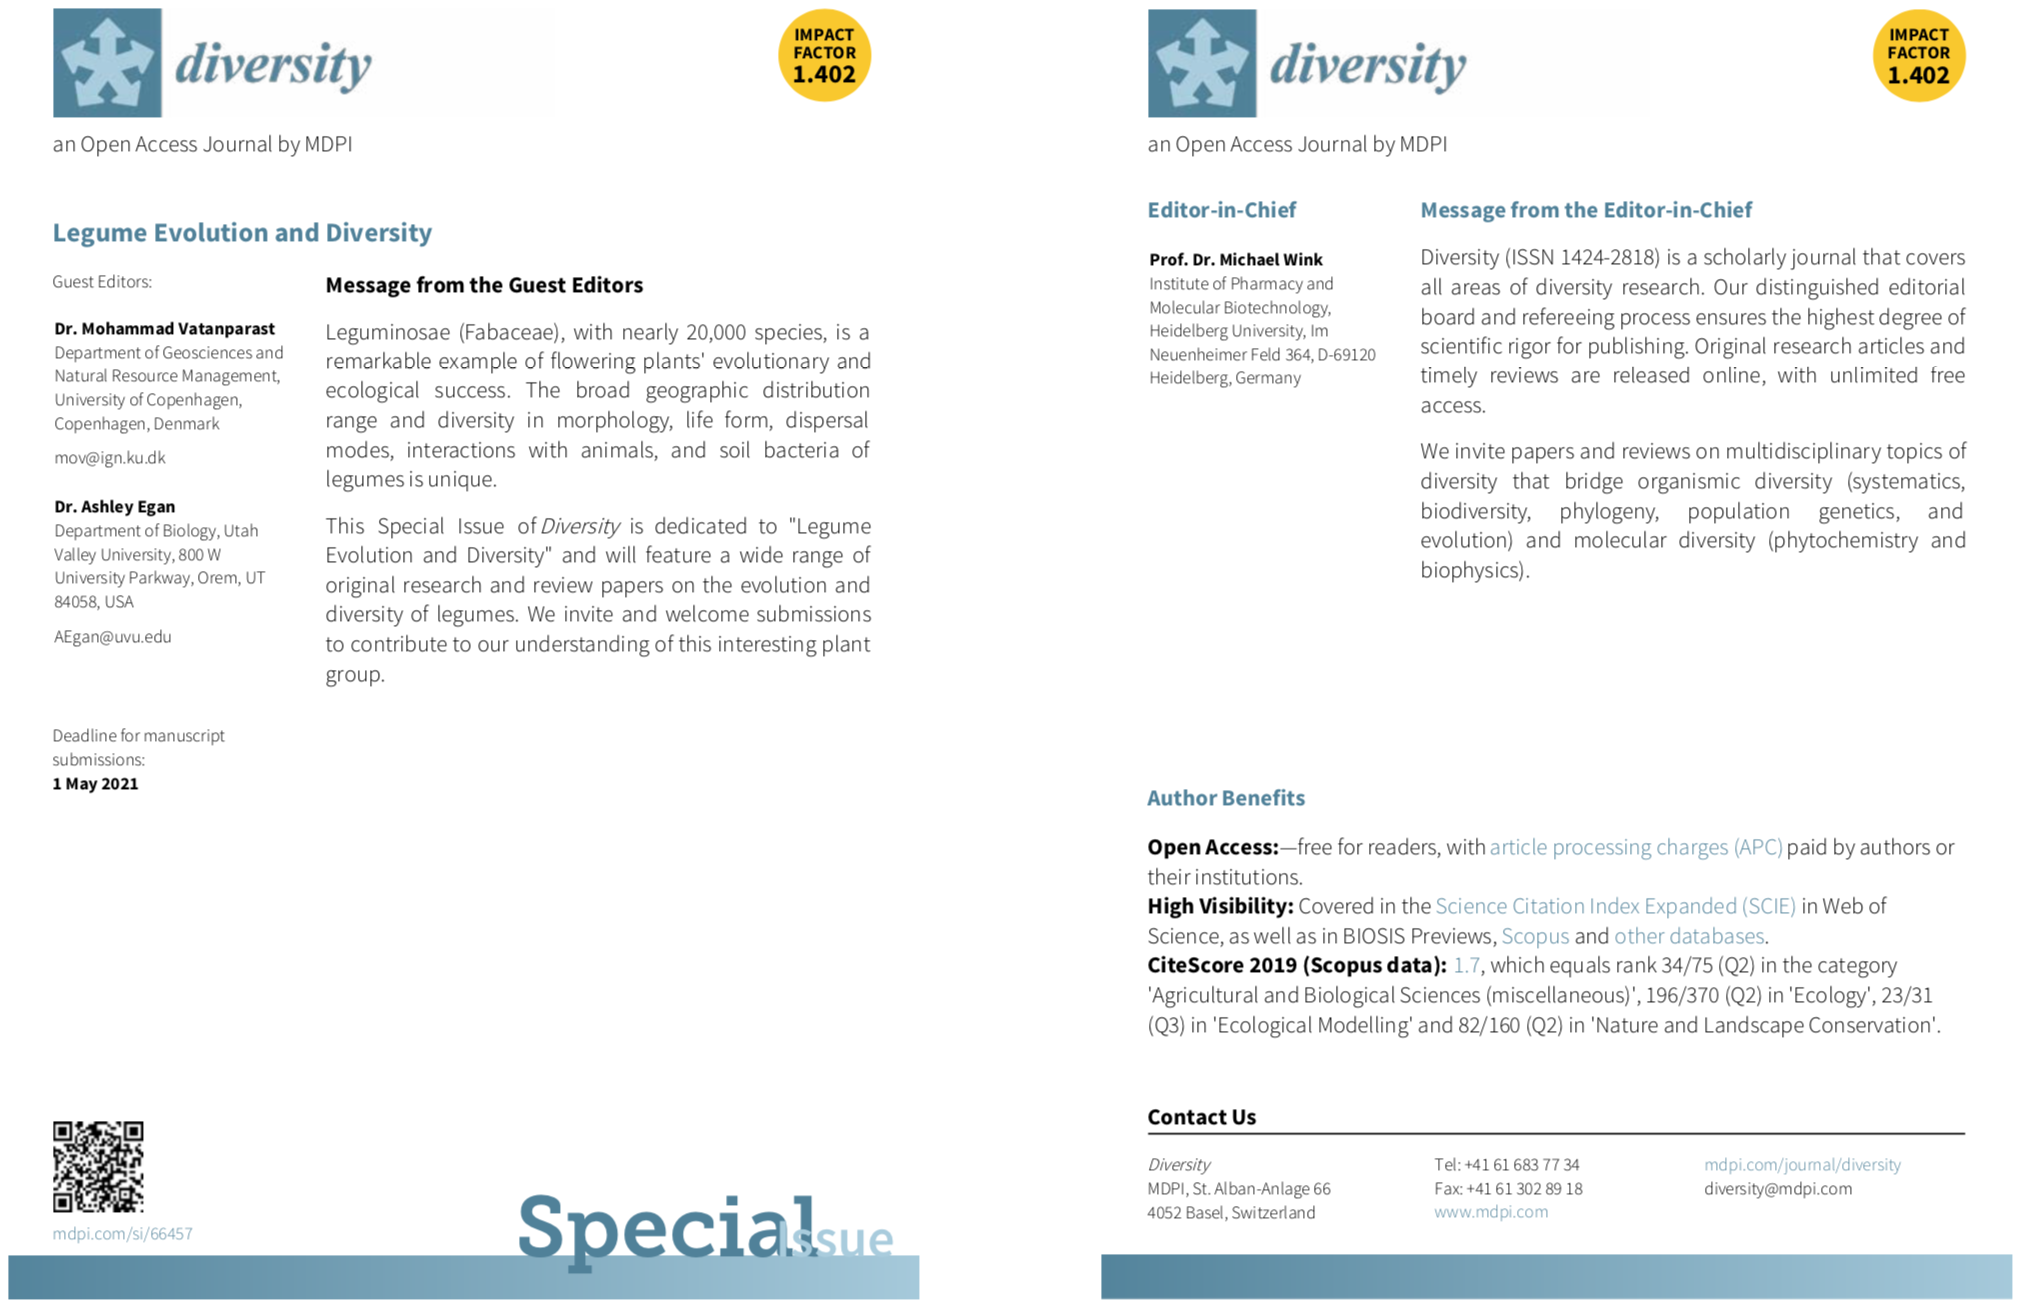 diversity
IMPACT
FACTOR
1.402
an Open Access Journal by MDPI
Legume Evolution and Diversity
Guest Editors:
Dr. Mohammad Vatanparast
Department of Geosciences and
Natural Resource Management,
University of Copenhagen,
Copenhagen, Denmark
mov@ign.ku.dk
Dr. Ashley Egan
Department of Biology, Utah
Valley University, 800 W
University Parkway, Orem, UT
84058, USA
AEgan@uvu.edu
Deadline for manuscript
submissions:
1 May 2021
Message from the Guest Editors
Leguminosae (Fabaceae), with nearly 20,000 species, is a
remarkable example of flowering plants' evolutionary and
ecological success. The broad geographic distribution
range and diversity in morphology, life form, dispersal
modes, interactions with animals, and soil bacteria of
legumes is unique.
This Special Issue of Diversity is dedicated to "Legume
Evolution and Diversity" and will feature a wide range of
original research and review papers on the evolution and
diversity of legumes. We invite and welcome submissions
to contribute to our understanding of this interesting plant
group.
mdpi.com/si/66457
Special
Issue
diversity
IMPACT
FACTOR
1.402
an Open Access Journal by MDPI
Editor-in-Chief
Prof. Dr. Michael Wink
Institute of Pharmacy and
Molecular Biotechnology,
Heidelberg University, Im
Neuenheimer Feld 364, D-69120
Heidelberg, Germany
Message from the Editor-in-Chief
Diversity (ISSN 1424-2818) is a scholarly journal that covers
all areas of diversity research. Our distinguished editorial
board and refereeing process ensures the highest degree of
scientific rigor for publishing. Original research articles and
timely reviews are released online, with unlimited free
access.
We invite papers and reviews on multidisciplinary topics of
diversity that bridge organismic diversity (systematics,
biodiversity, phylogeny, population genetics, and
evolution) and molecular diversity (phytochemistry and
biophysics).
Author Benefits
Open Access:—free for readers, with article processing charges (APC) paid by authors or
their institutions.
High Visibility: Covered in the Science Citation Index Expanded (SCIE) in Web of
Science, as well as in BIOSIS Previews, Scopus and other databases.
CiteScore 2019 (Scopus data): 1.7, which equals rank 34/75 (Q2) in the category
'Agricultural and Biological Sciences (miscellaneous)', 196/370 (Q2) in 'Ecology', 23/31
(Q3) in 'Ecological Modelling' and 82/160 (Q2) in 'Nature and Landscape Conservation'.
Contact Us
Diversity
MDPI, St. Alban-Anlage 66
4052 Basel, Switzerland
Tel: +41 61 683 77 34
Fax: +41 61 302 89 18
www.mdpi.com
mdpi.com/journal/diversity
diversity@mdpi.com